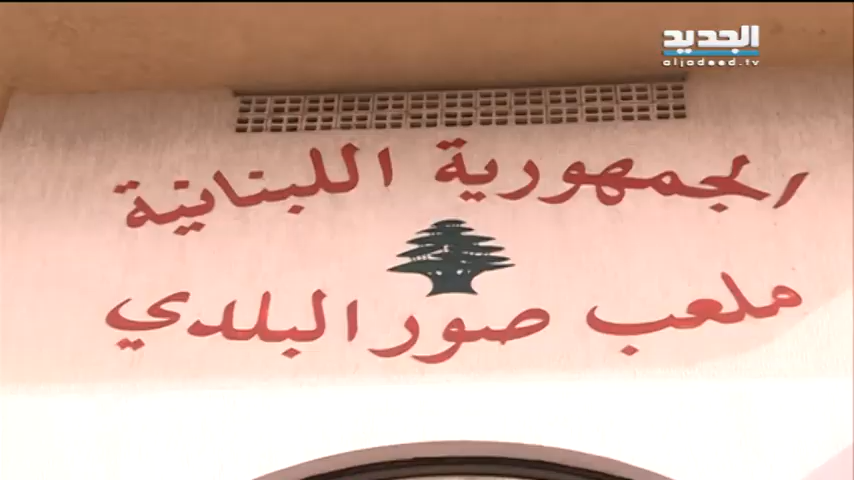 الجديد
aljadeed.tv
الجمهورية اللبنانية
ملعب صور البلدي